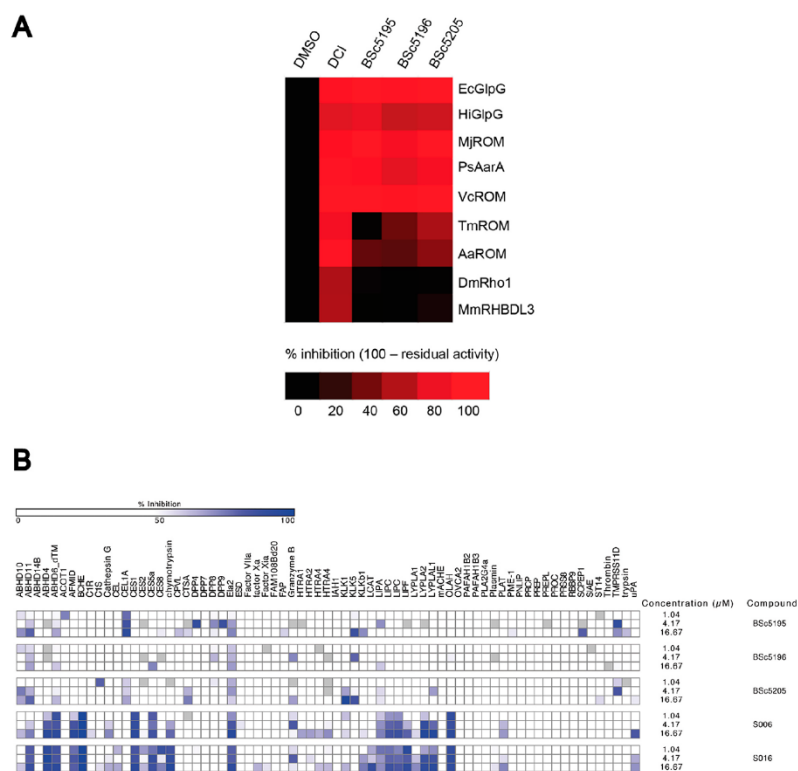 A
DMSO
DCI
BSc5195
BSc5196
BSc5205
EcGlpG
HiGlpG
MjROM
PsAarA
VcROM
TmROM
AaROM
DmRho1
MmRHBDL3
% inhibition (100 – residual activity)
0 20 40 60 80 100
B
% Inhibition
0 50 100
ABHD10
ABHD11
ABHD14B
ABHD4
ABHD6_dTM
ACOT1
AFMID
BCHE
C1R
C1S
Cathepsin G
CEL
CEL1A
CES1
CES2
CES5a
CES8
chymotrypsin
CPVL
CTSA
DPP4
DPP7
DPP8
DPP9
Ela2
ESD
Factor VIIa
factor Xa
Factor XIa
FAM108Bd20
FAP
Granzyme B
HTRA1
HTRA2
HTRA4
IAH1
KLK1
KLK5
KLKb1
LCAT
LIPA
LIPC
LIPC
LIPF
LYPLA1
LYPLA2
LYPLAL1
mACHE
OLAH
OVCA2
PAFAH1B2
PAFAH1B3
PLA2G4a
Plasmin
PLAT
PME-1
PNLIP
PRCP
PREP
PREPL
PROC
PRSS8
RBBP9
SCPEP1
SIAE
ST14
Thrombin
TMPRSS11D
trypsin
uPA
Concentration (µM) Compound
1.04
4.17 BSc5195
16.67
1.04
4.17 BSc5196
16.67
1.04
4.17 BSc5205
16.67
1.04
4.17 S006
16.67
1.04
4.17 S016
16.67